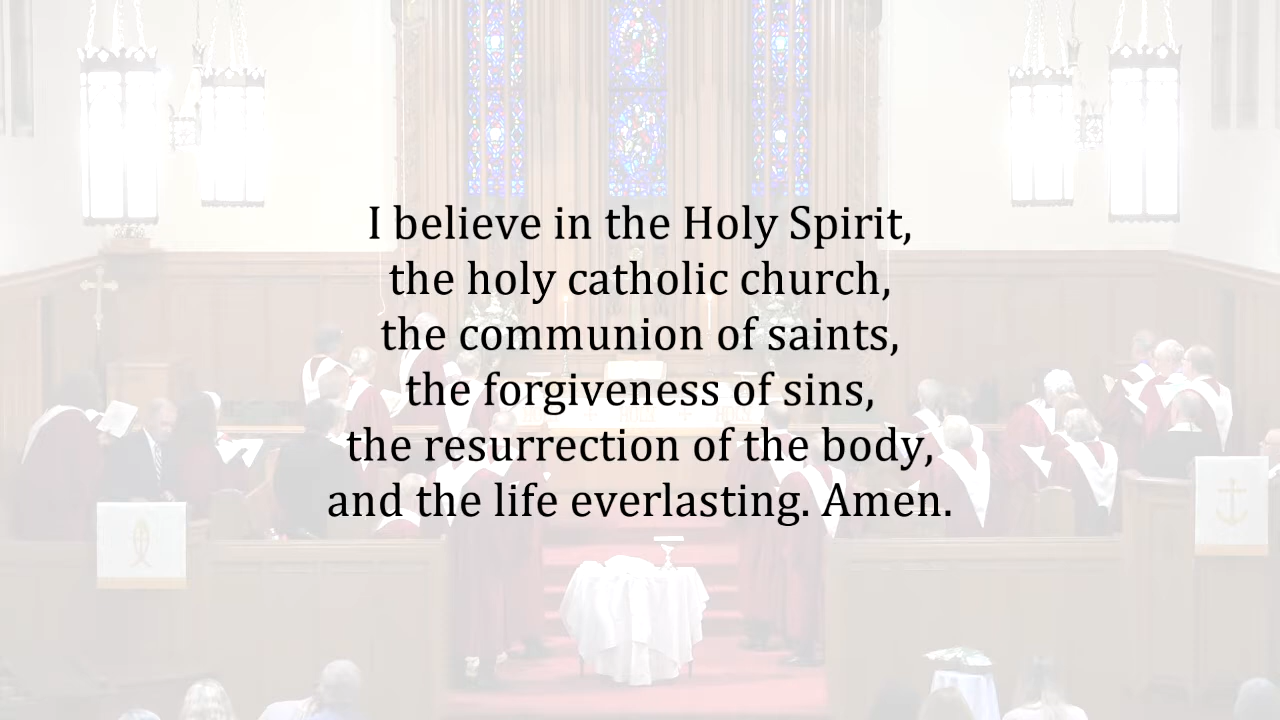 I believe in the Holy Spirit,
the holy catholic church,
the communion of saints,
the forgiveness of sins,
the resurrection of the body,
and the life everlasting. Amen.